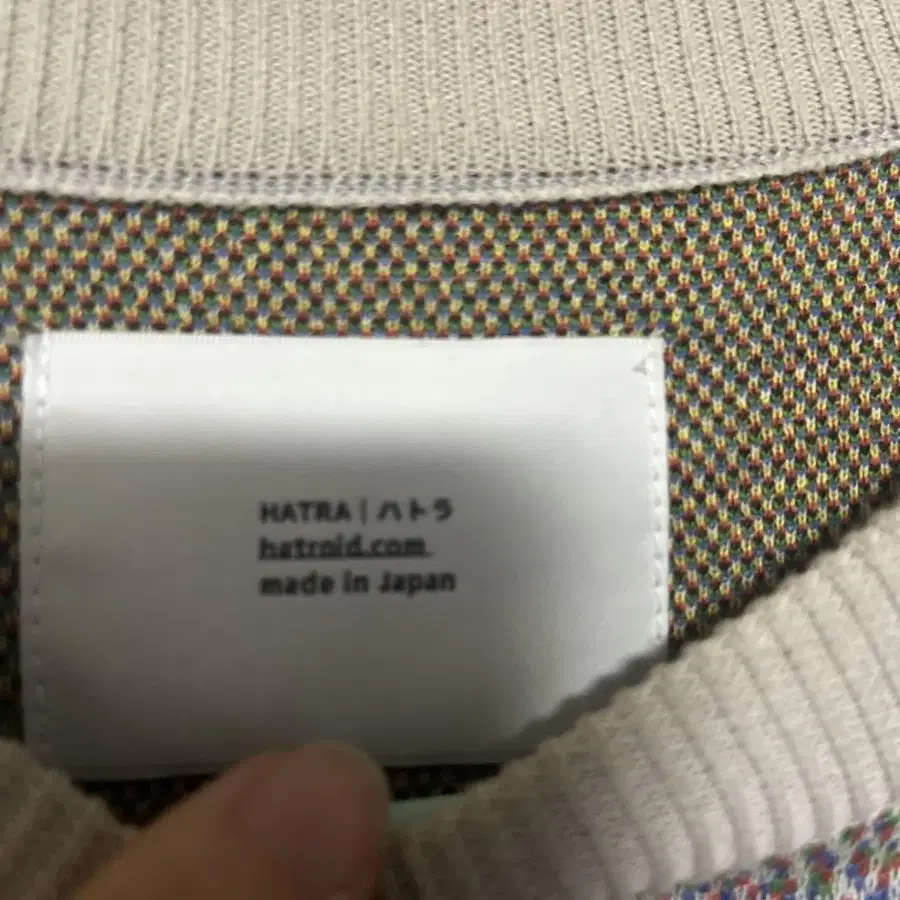 HATRA | ハトラ
hatroid.com
made in Japan